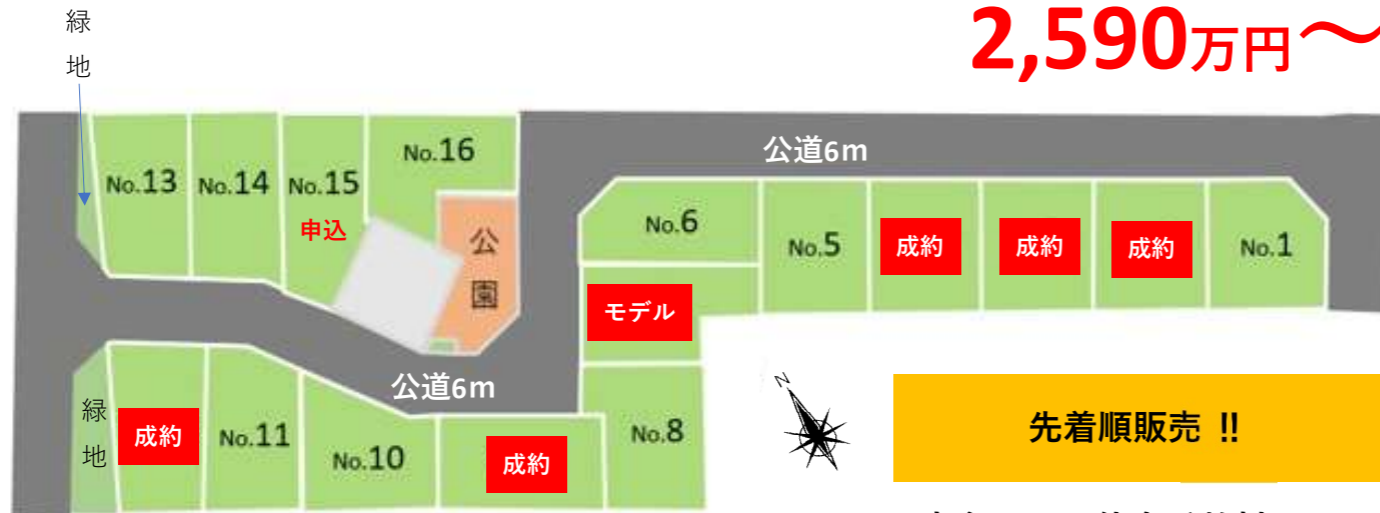 緑地
2,590万円～
公道6m
No.13
No.14
No.15
申込
No.16
公園
No.6
No.5
成約
成約
成約
No.1
モデル
公道6m
緑地
成約
No.11
No.10
成約
No.8
N
先着順販売 !!